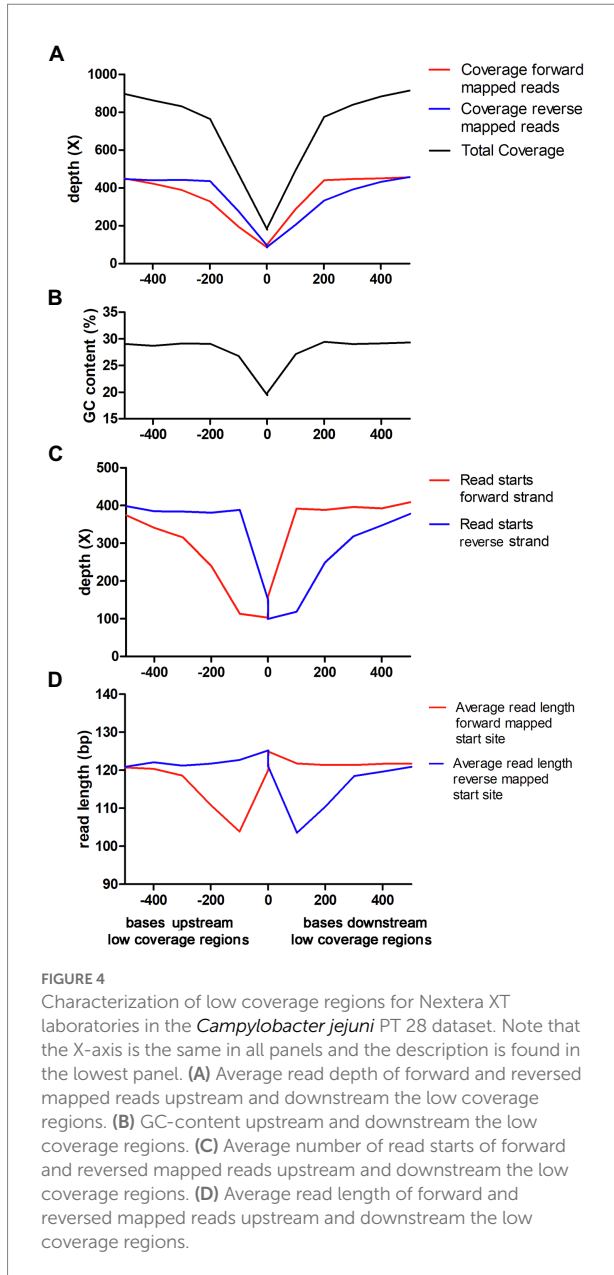 A
1000
800
600
400
200
0
depth (X)
-400 -200 0 200 400
Coverage forward
mapped reads
Coverage reverse
mapped reads
Total Coverage
B
35
30
25
20
15
GC content (%)
-400 -200 0 200 400
C
500
400
300
200
100
0
depth (X)
-400 -200 0 200 400
Read starts
forward strand
Read starts
reverse strand
D
140
130
120
110
100
90
read length (bp)
-400 -200 0 200 400
bases upstream
low coverage regions
bases downstream
low coverage regions
Average read length
forward mapped
start site
Average read length
reverse mapped
start site
FIGURE 4
Characterization of low coverage regions for Nextera XT
laboratories in the Campylobacter jejuni PT 28 dataset. Note that
the X-axis is the same in all panels and the description is found in
the lowest panel. (A) Average read depth of forward and reversed
mapped reads upstream and downstream the low coverage
regions. (B) GC-content upstream and downstream the low
coverage regions. (C) Average number of read starts of forward
and reversed mapped reads upstream and downstream the low
coverage regions. (D) Average read length of forward and
reversed mapped reads upstream and downstream the low
coverage regions.